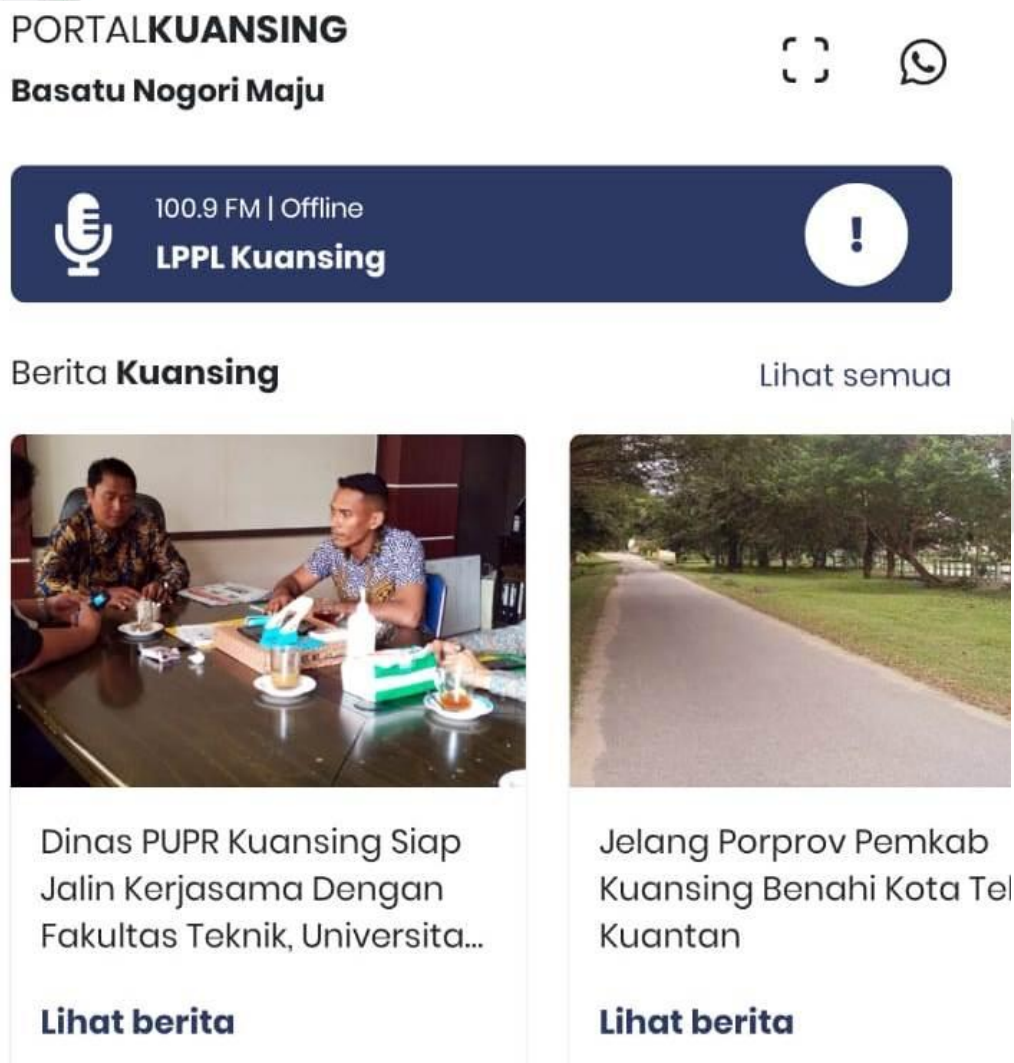 PORTALKUANSING
Basatu Nogori Maju
100.9 FM | Offline
LPPL Kuansing
!
Berita Kuansing
Lihat semua
Dinas PUPR Kuansing Siap
Jalin Kerjasama Dengan
Fakultas Teknik, Universita...
Lihat berita
Jelang Porprov Pemkab
Kuansing Benahi Kota
Kuantan
Lihat berita